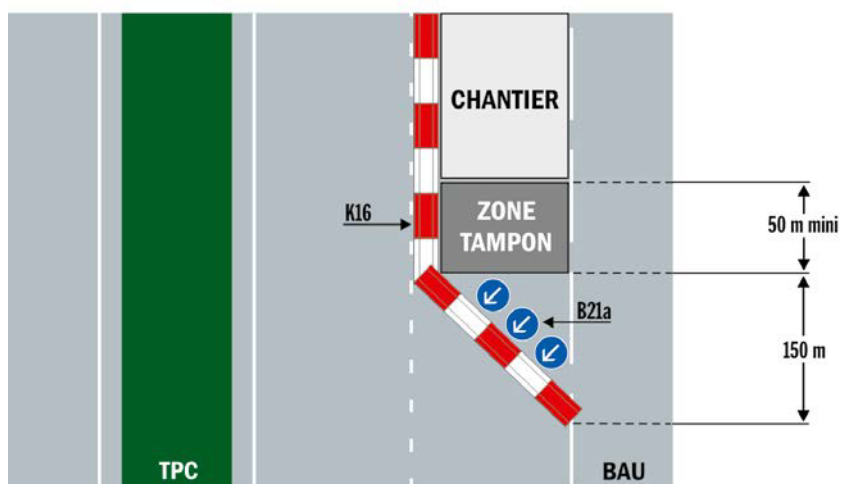 CHANTIER
K16
ZONE
TAMPON
50 m mini
B21a
150 m
TPC
BAU